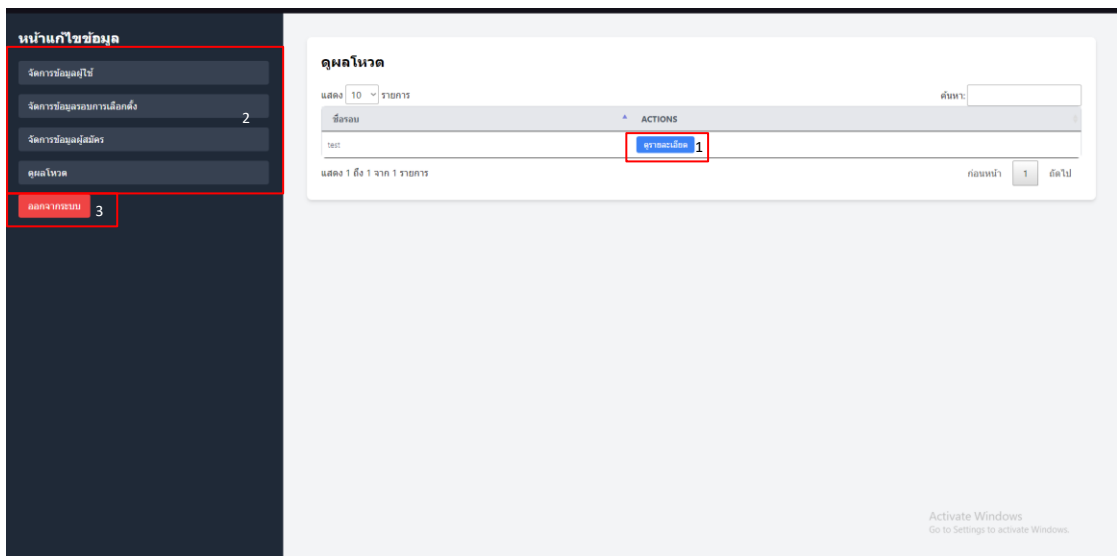 หน้าแก้ไขข้อมูล
จัดการข้อมูลผู้ใช้
จัดการข้อมูลรอบการเลือกตั้ง
2
จัดการข้อมูลผู้สมัคร
ดูผลโหวต
ออกจากระบบ 3
ดูผลโหวต
แสดง 10 รายการ
ค้นหา:
ชื่อรอบ ACTIONS
test ดูรายละเอียด 1
แสดง 1 ถึง 1 จาก 1 รายการ
ก่อนหน้า 1 ถัดไป
Activate Windows
Go to Settings to activate Windows.